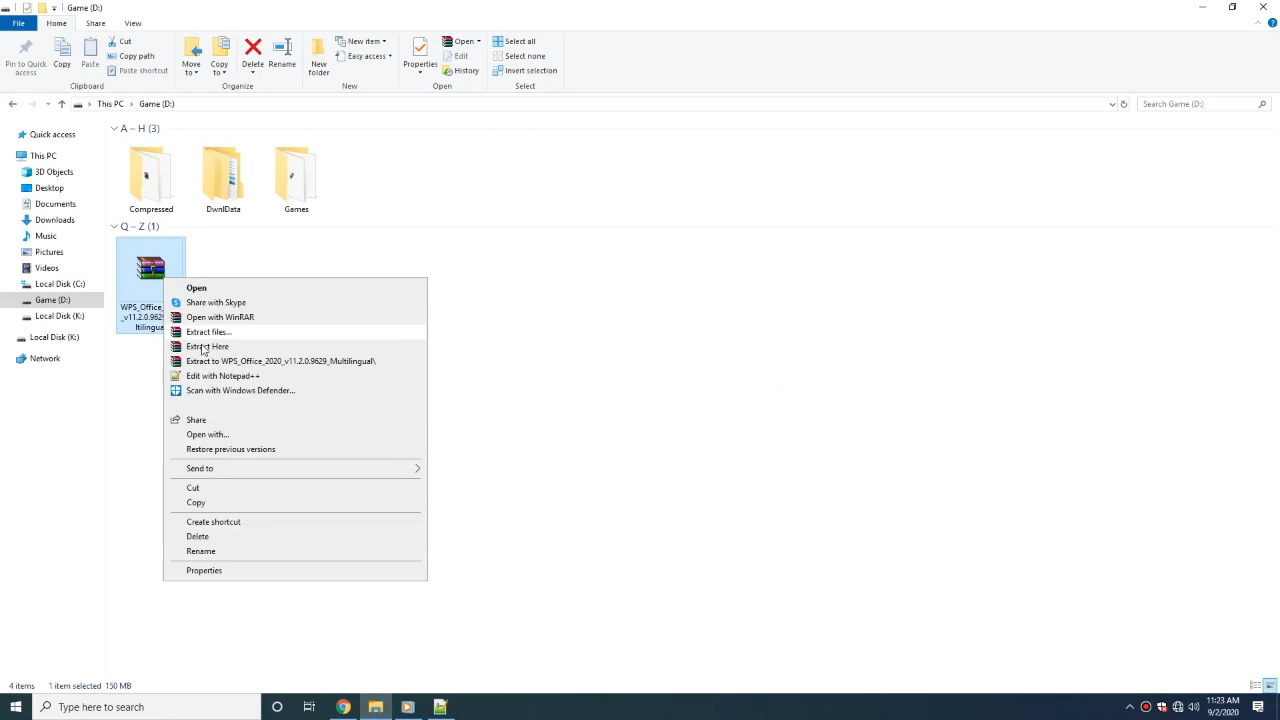 Game (D:)
File
Home
Share
View
Pin to Quick
access
Copy
Paste
Cut
Copy path
Paste shortcut
Clipboard
Move
to
Copy
to
Delete
Rename
Organize
New
folder
New item
Easy access
New
Properties
Open
Edit
History
Open
Select all
Select none
Invert selection
Select
This PC
Game (D:)
Search Game (D:)
Quick access
This PC
3D Objects
Desktop
Documents
Downloads
Music
Pictures
Videos
Local Disk (C:)
Game (D:)
Local Disk (K:)
Local Disk (K:)
Network
A – H (3)
Compressed
DwnlData
Games
Q – Z (1)
WPS_Office_
_v11.2.0.9629
ltilingua
Open
Share with Skype
Open with WinRAR
Extract files...
Extract Here
Extract to WPS_Office_2020_v11.2.0.9629_Multilingual\
Edit with Notepad++
Scan with Windows Defender...
Share
Open with...
Restore previous versions
Send to
Cut
Copy
Create shortcut
Delete
Rename
Properties
4 items
1 item selected 150 MB
Type here to search
11:23 AM
9/2/2020